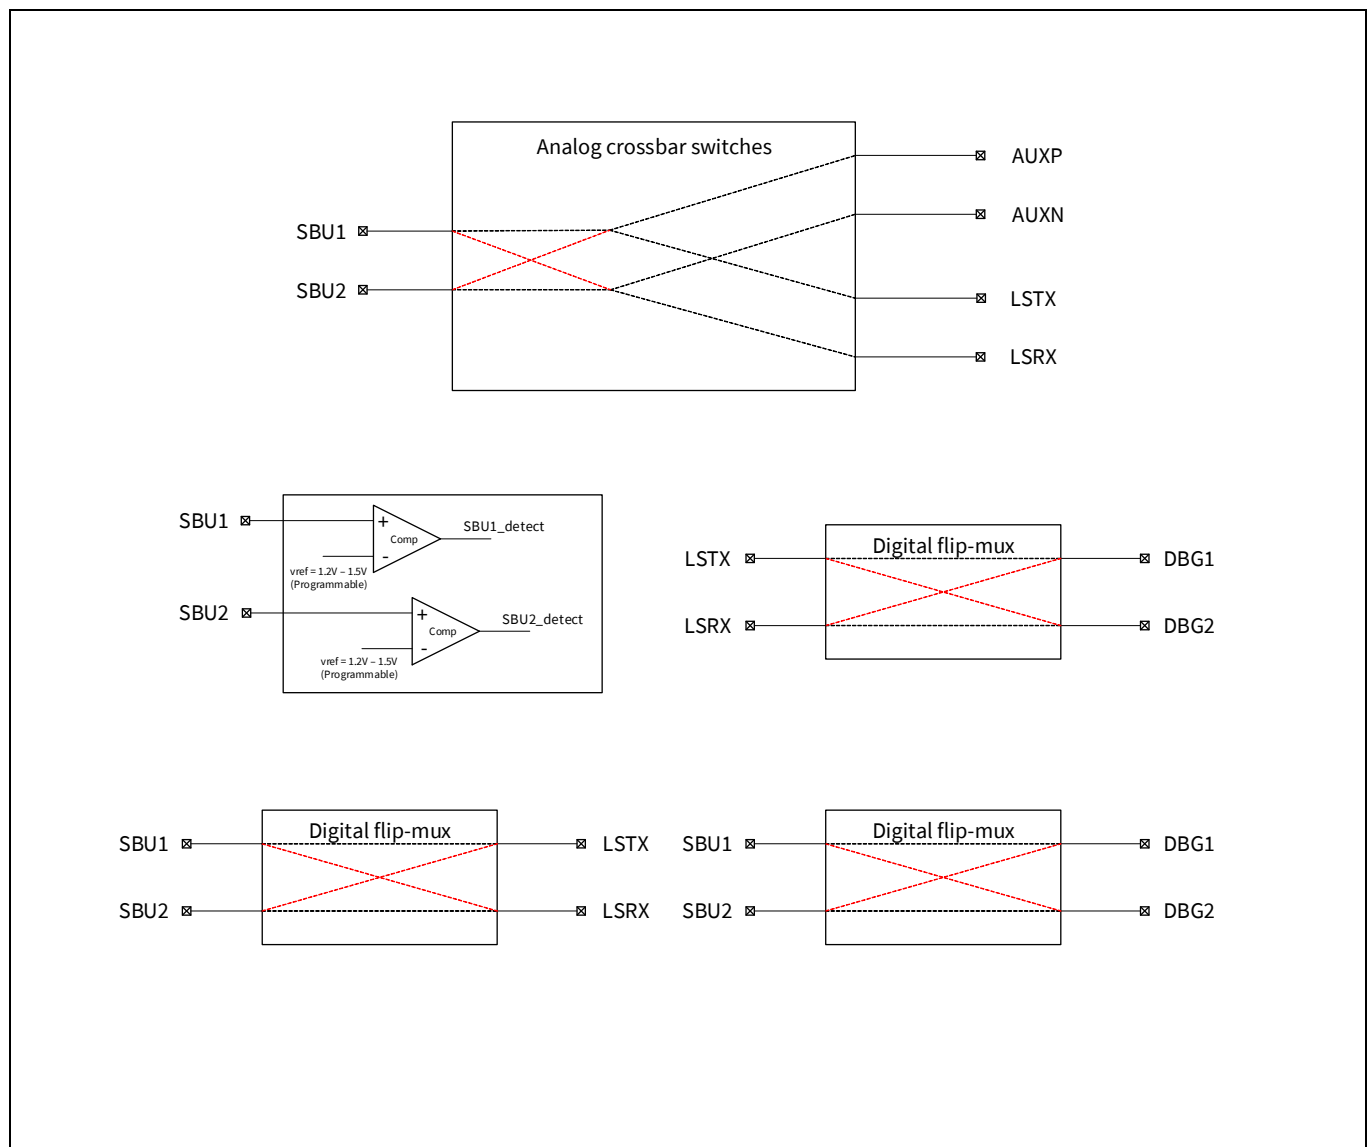 Analog crossbar switches
AUXP
AUXN
SBU1
SBU2
LSTX
LSRX
SBU1
+
Comp
-
SBU1_detect
vref = 1.2V – 1.5V
(Programmable)
SBU2
+
Comp
-
SBU2_detect
vref = 1.2V – 1.5V
(Programmable)
Digital flip-mux
LSTX
DBG1
LSRX
DBG2
Digital flip-mux
SBU1
LSTX
SBU2
LSRX
Digital flip-mux
SBU1
DBG1
SBU2
DBG2